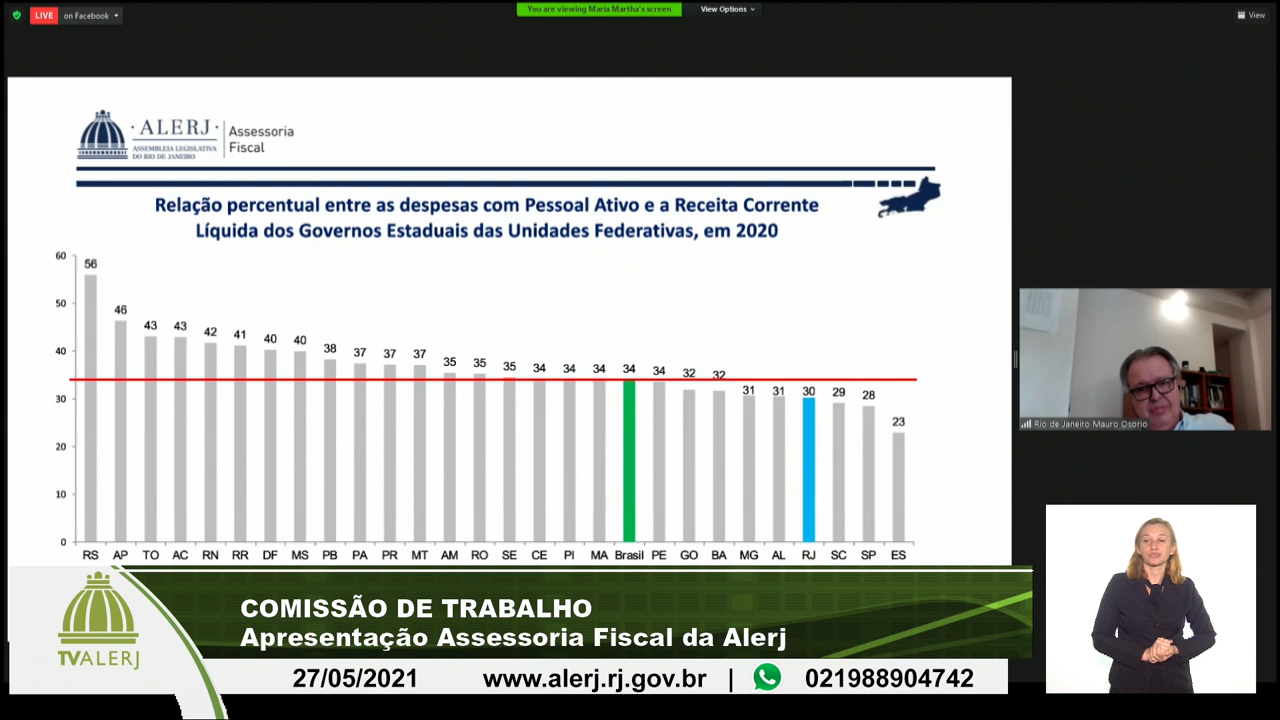 LIVE on Facebook
You are viewing Maria Martha's screen
View Options
View
· ALERJ ·
ASSEMBLEIA LEGISLATIVA
DO RIO DE JANEIRO
Assessoria
Fiscal
Relação percentual entre as despesas com Pessoal Ativo e a Receita Corrente
Líquida dos Governos Estaduais das Unidades Federativas, em 2020
60
50
40
30
20
10
0
56 46 43 43 42 41 40 40 38 37 37 37 35 35 35 34 34 34 34 34 32 32 31 31 30 29 28 23
RS AP TO AC RN RR DF MS PB PA PR MT AM RO SE CE PI MA Brasil PE GO BA MG AL RJ SC SP ES
Rio de Janeiro Mauro Osorio
TVALERJ
COMISSÃO DE TRABALHO
Apresentação Assessoria Fiscal da Alerj
27/05/2021 www.alerj.rj.gov.br | 021988904742